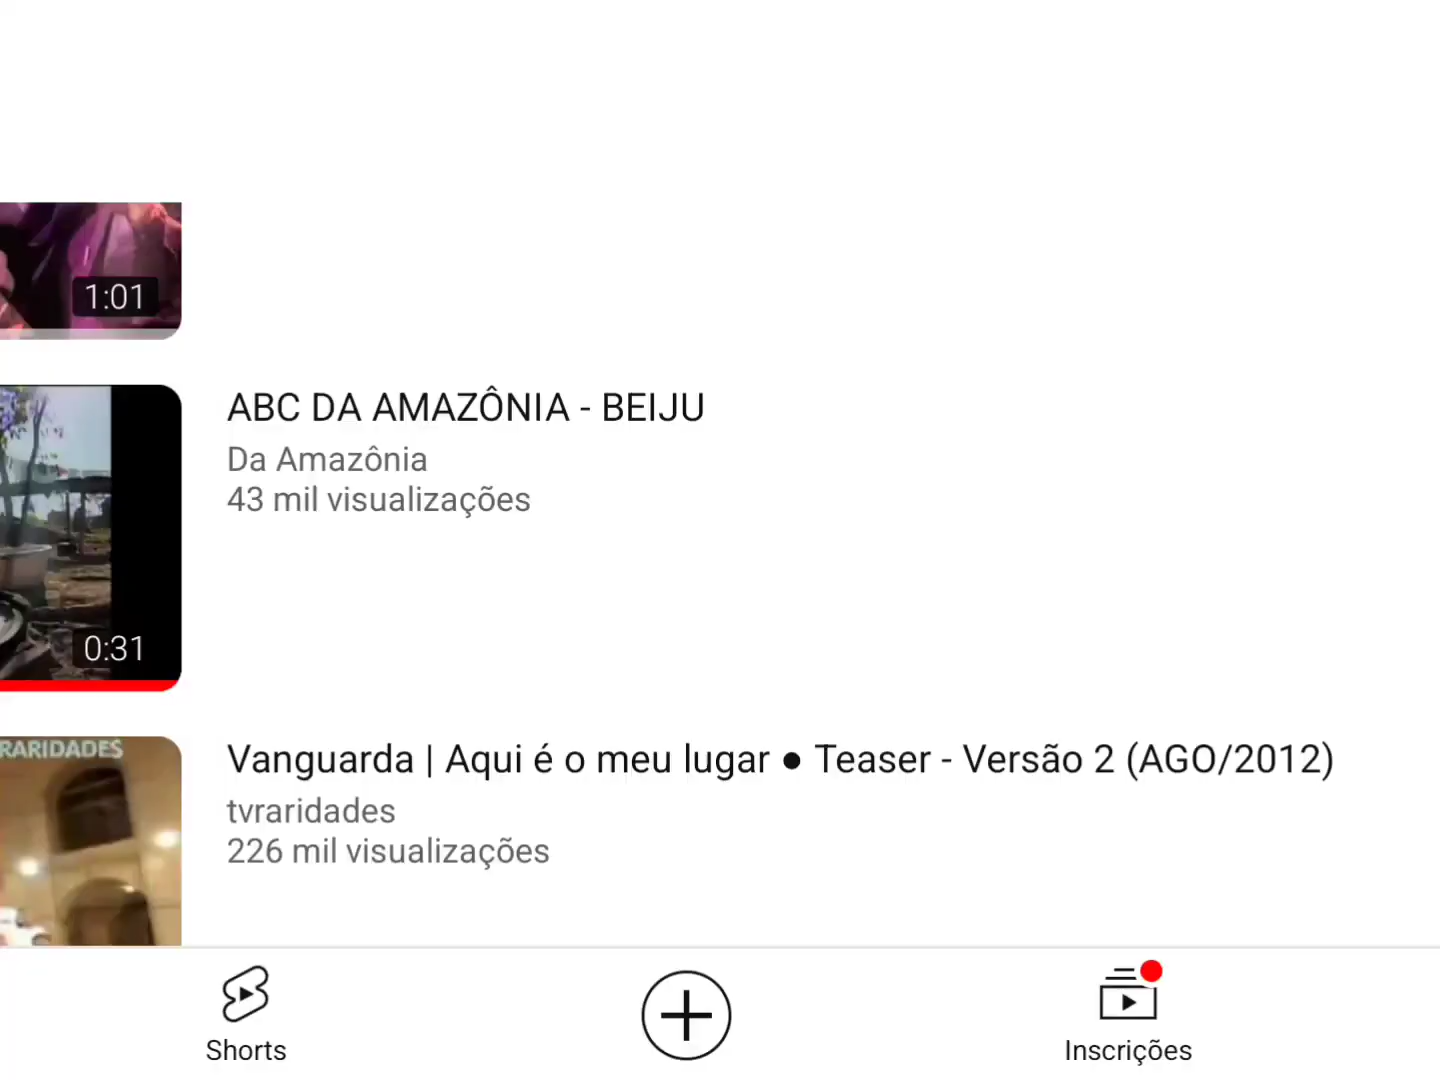 1:01
ABC DA AMAZÔNIA - BEIJU
Da Amazônia
43 mil visualizações
0:31
RARIDADES
Vanguarda | Aqui é o meu lugar ● Teaser - Versão 2 (AGO/2012)
tvraridades
226 mil visualizações
Shorts
Inscrições